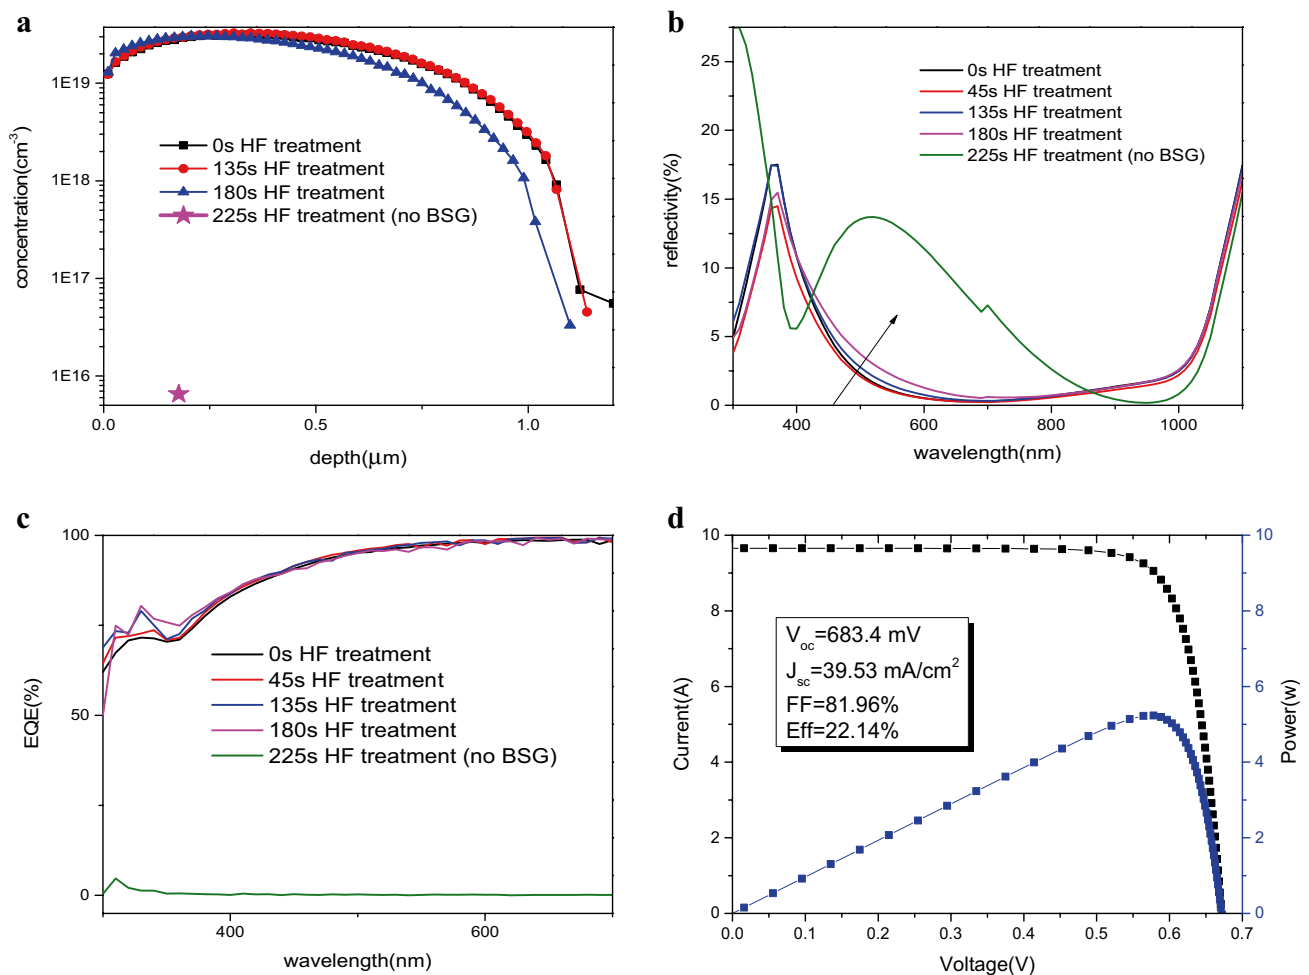 a
1E19
1E18
1E17
1E16
concentration(cm-3)
0s HF treatment
135s HF treatment
180s HF treatment
225s HF treatment (no BSG)
0.0 0.5 1.0
depth(μm)
b
25
20
15
10
5
0
reflectivity(%)
0s HF treatment
45s HF treatment
135s HF treatment
180s HF treatment
225s HF treatment (no BSG)
400 600 800 1000
wavelength(nm)
c
100
50
0
EQE(%)
0s HF treatment
45s HF treatment
135s HF treatment
180s HF treatment
225s HF treatment (no BSG)
400 600
wavelength(nm)
d
10
8
6
4
2
0
Current(A)
Voc=683.4 mV
Jsc=39.53 mA/cm2
FF=81.96%
Eff=22.14%
10
8
6
4
2
0
Power(w)
0.0 0.1 0.2 0.3 0.4 0.5 0.6 0.7
Voltage(V)